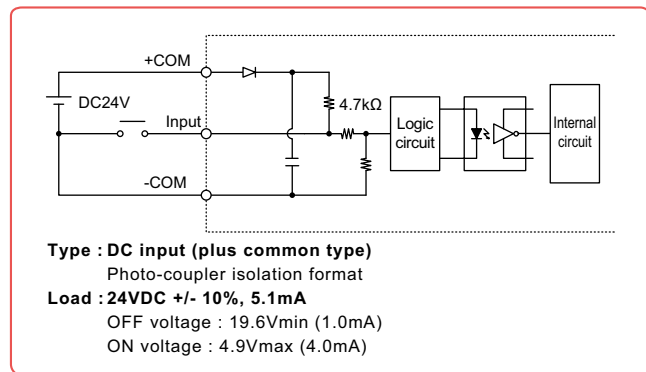 +COM
DC24V
4.7kΩ
Input
Logic
circuit
Internal
circuit
-COM
Type : DC input (plus common type)
Photo-coupler isolation format
Load : 24VDC +/- 10%, 5.1mA
OFF voltage : 19.6Vmin (1.0mA)
ON voltage : 4.9Vmax (4.0mA)